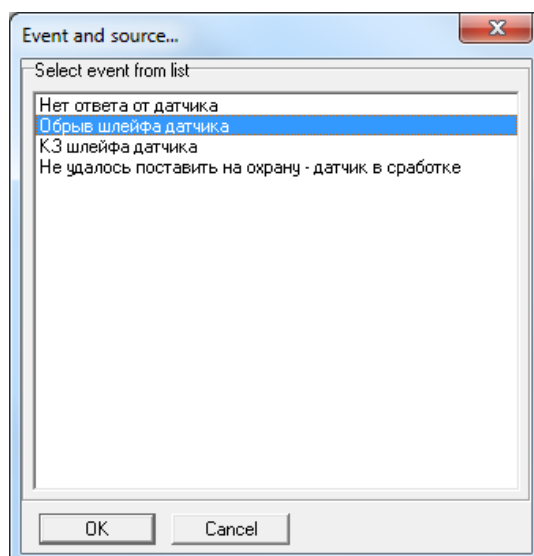 Event and source...
Select event from list
Нет ответа от датчика
Обрыв шлейфа датчика
КЗ шлейфа датчика
Не удалось поставить на охрану - датчик в сработке
OK
Cancel